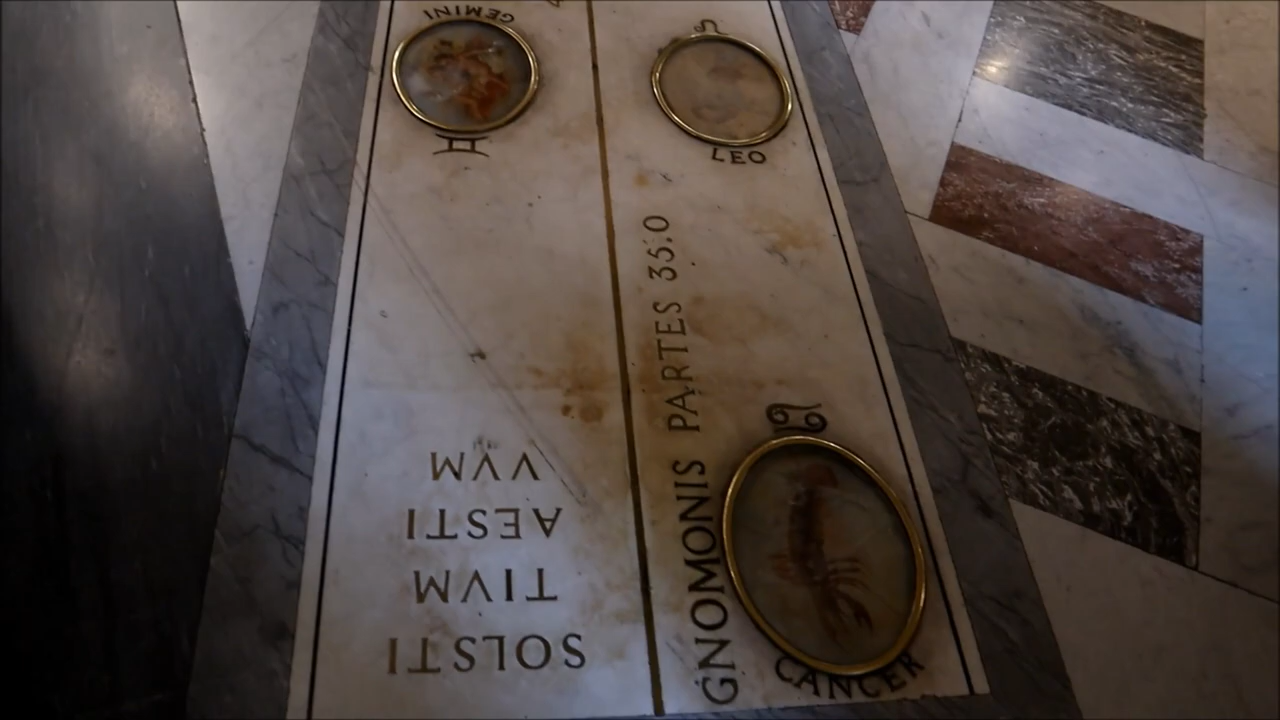 GEMINI
LEO
GNOMONIS PARTES 35.0
SOLSTI
TIVM
AESTI
VVM
CANCER